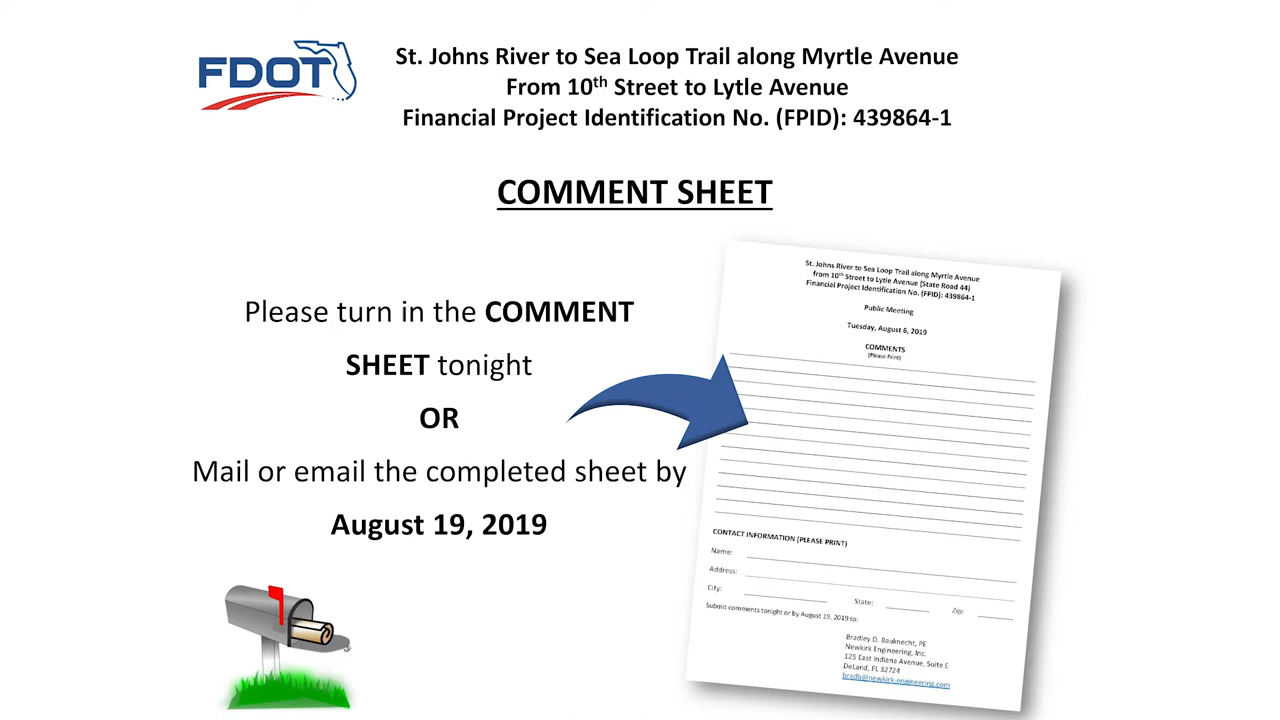 FDOT
St. Johns River to Sea Loop Trail along Myrtle Avenue
From 10th Street to Lytle Avenue
Financial Project Identification No. (FPID): 439864-1
COMMENT SHEET
Please turn in the COMMENT
SHEET tonight
OR
Mail or email the completed sheet by
August 19, 2019
St. Johns River to Sea Loop Trail along Myrtle Avenue
from 10th Street to Lytle Avenue (State Road 44)
Financial Project Identification No. (FPID): 439864-1
Public Meeting
Tuesday, August 6, 2019
COMMENTS
(Please Print)
CONTACT INFORMATION (PLEASE PRINT)
Name:
Address:
City: State: Zip:
Submit comments tonight or by August 19, 2019 to:
Bradley D. Bauknecht, PE
Newkirk Engineering, Inc.
125 East Indiana Avenue, Suite E
DeLand, FL 32724
bradb@newkirk-engineering.com